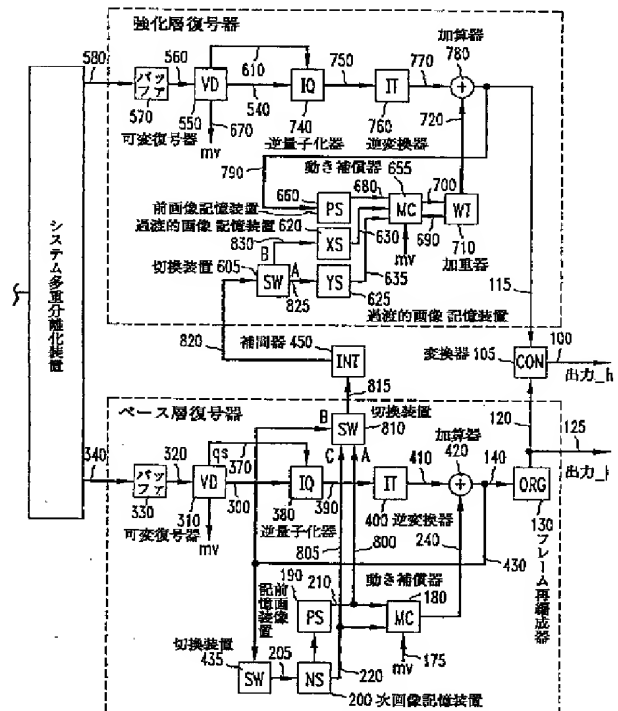 強化層復号器
580
バッ
ファ
570
560
VD
550
可変復号器
670
mv
610
540
IQ
740
逆量子化器
750
IT
760
逆変換器
770
加算器
780
720
790
動き補償器
655
660
前画像記憶装置
PS
680
MC
700
WT
690
710
加重器
mv
過渡的画像 記憶装置
620
XS
630
830
B
切換装置
605
SW
A
825
YS
635
625
過渡的画像 記憶装置
115
システム多重分離化装置
820
補間器 450
INT
815
変換器 105
CON
100
出力_h
ベース層復号器
120
125
出力_l
340
バッ
ファ
330
320
VD
310
可変復号器
mv
qs
370
300
IQ
380
逆量子化器
390
B
切換装置
SW
810
C
A
410
IT
400 逆変換器
加算器
420
140
ORG
130
フレーム再編成器
240
430
805
800
190
210
前画像
記憶装置
PS
動き補償器
180
MC
mv
175
切換装置
435
SW
205
NS
220
200 次画像記憶装置